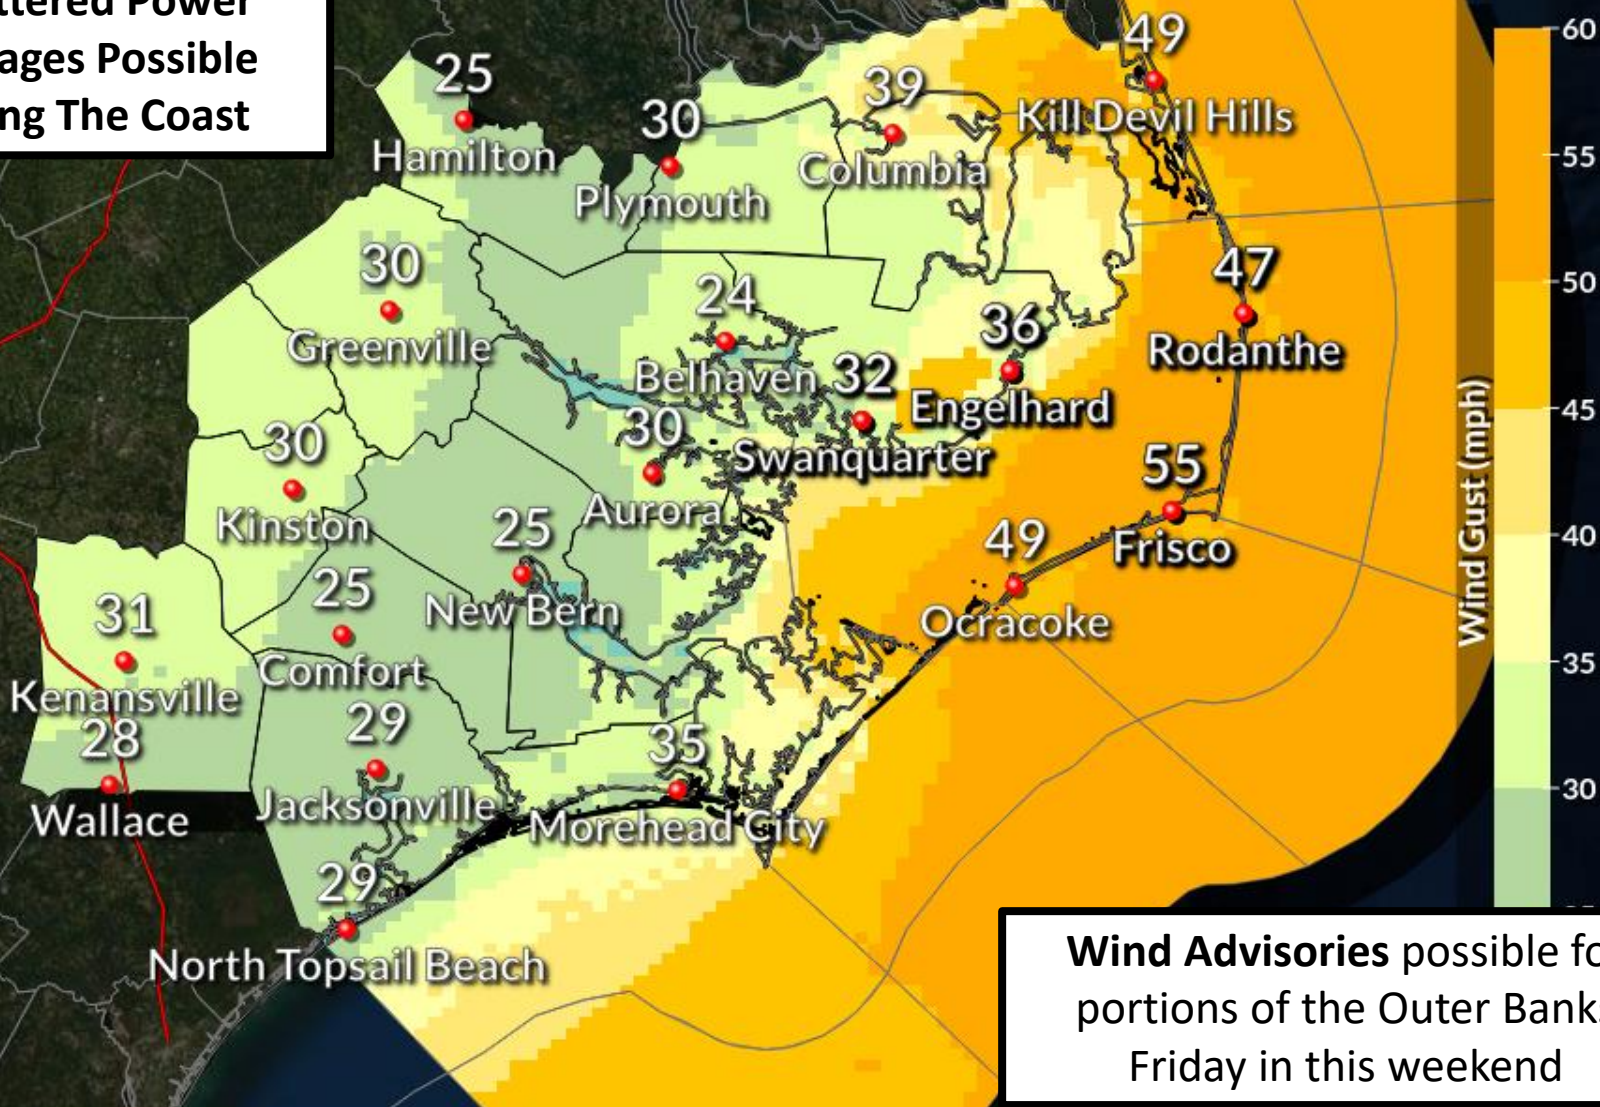 ttered Power
ages Possible
ng The Coast
49
Kill Devil Hills
25
Hamilton
30
Plymouth
39
Columbia
30
Greenville
24
Belhaven
36
Engelhard
47
Rodanthe
32
Swanquarter
30
Kinston
30
Aurora
55
Frisco
25
New Bern
49
Ocracoke
31
Kenansville
25
Comfort
28
Wallace
29
Jacksonville
35
Morehead City
29
North Topsail Beach
60
55
50
45
40
35
30
Wind Gust (mph)
Wind Advisories possible fo
portions of the Outer Banks
Friday in this weekend